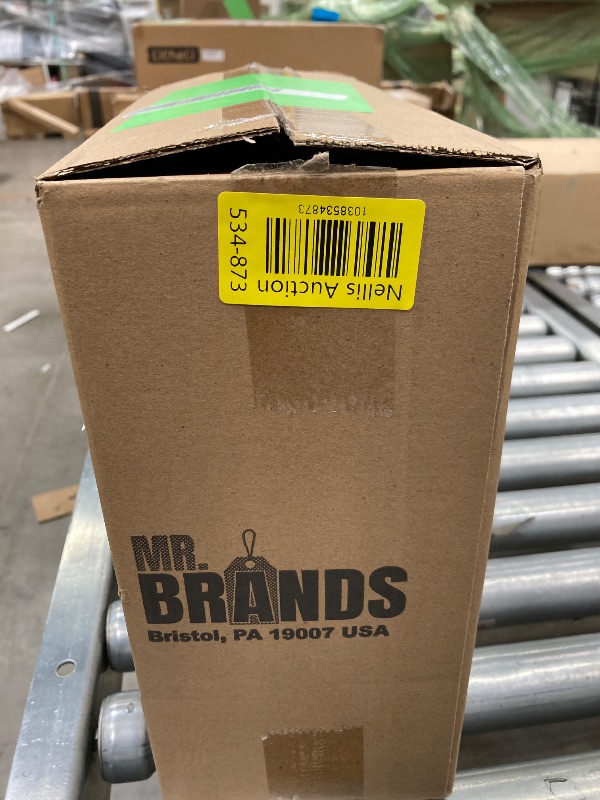 1038534873
Nellis Auction
534-873
MR.
BRANDS
Bristol, PA 19007 USA